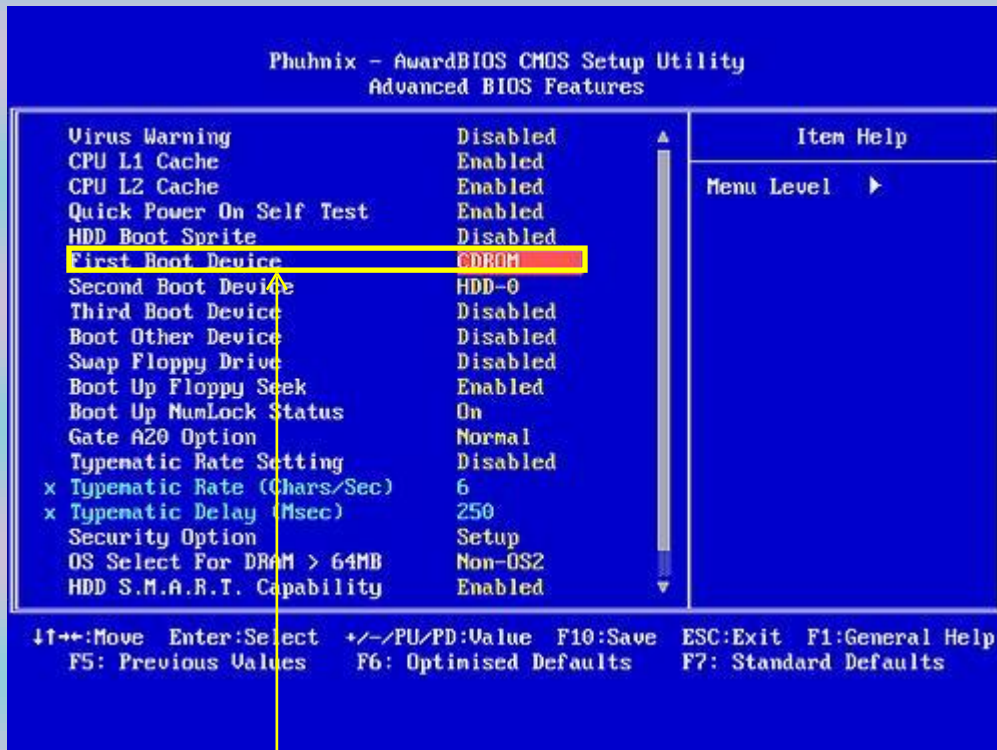 Phuhnix - AwardBIOS CMOS Setup Utility
Advanced BIOS Features
Virus Warning Disabled
CPU L1 Cache Enabled
CPU L2 Cache Enabled
Quick Power On Self Test Enabled
HDD Boot Sprite Disabled
First Boot Device CDROM
Second Boot Device HDD-0
Third Boot Device Disabled
Boot Other Device Disabled
Swap Floppy Drive Disabled
Boot Up Floppy Seek Enabled
Boot Up NumLock Status On
Gate A20 Option Normal
Typematic Rate Setting Disabled
x Typematic Rate (Chars/Sec) 6
x Typematic Delay (Msec) 250
Security Option Setup
OS Select For DRAM > 64MB Non-OS2
HDD S.M.A.R.T. Capability Enabled
Item Help
Menu Level ▶
↓↑→←:Move Enter:Select +/-/PU/PD:Value F10:Save ESC:Exit F1:General Help
F5: Previous Values F6: Optimised Defaults F7: Standard Defaults